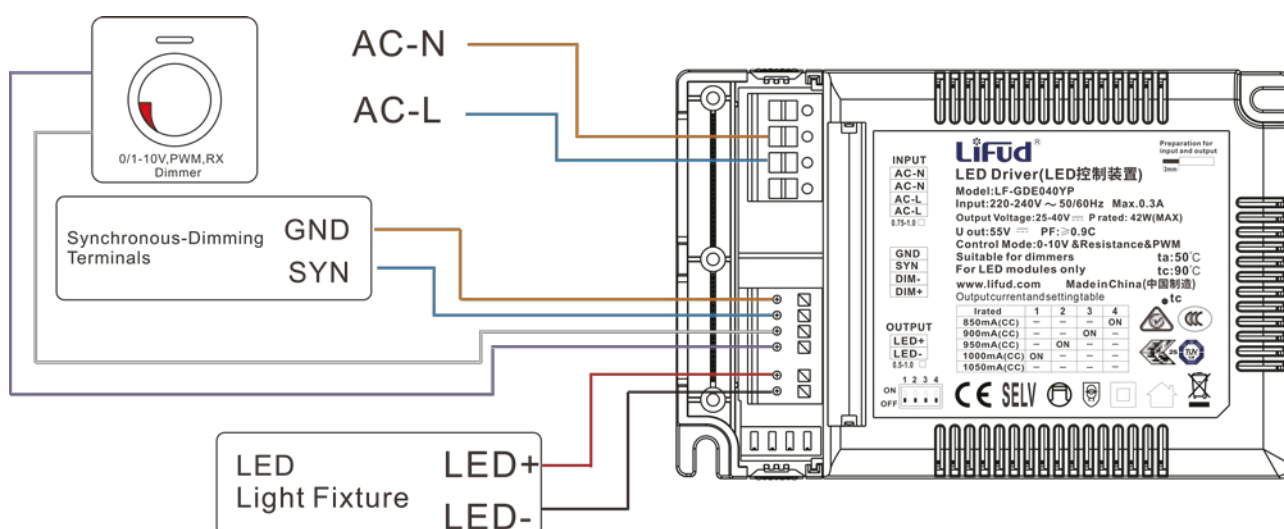 0/1-10V,PWM,RX
Dimmer
AC-N
AC-L
Synchronous-Dimming
Terminals
GND
SYN
LED
Light Fixture
LED+
LED-
INPUT
AC-N
AC-N
AC-L
AC-L
0.75-1.0
GND
SYN
DIM-
DIM+
OUTPUT
LED+
LED-
0.5-1.0
1 2 3 4
ON
OFF
LiFud®
Preparation for
input and output
3mm
LED Driver(LED控制装置)
Model:LF-GDE040YP
Input:220-240V ~ 50/60Hz Max.0.3A
Output Voltage:25-40V ⎓ P rated: 42W(MAX)
U out:55V ⎓ PF:≥0.9C
Control Mode:0-10V &Resistance&PWM
Suitable for dimmers ta:50℃
For LED modules only tc:90℃
www.lifud.com MadeinChina(中国制造)
Outputcurrentandsettingtable
tc
Irated 1 2 3 4
850mA(CC) – – – ON
900mA(CC) – – ON –
950mA(CC) – ON – –
1000mA(CC) ON – – –
1050mA(CC) – – – –
CCC
25
TUV
CE SELV